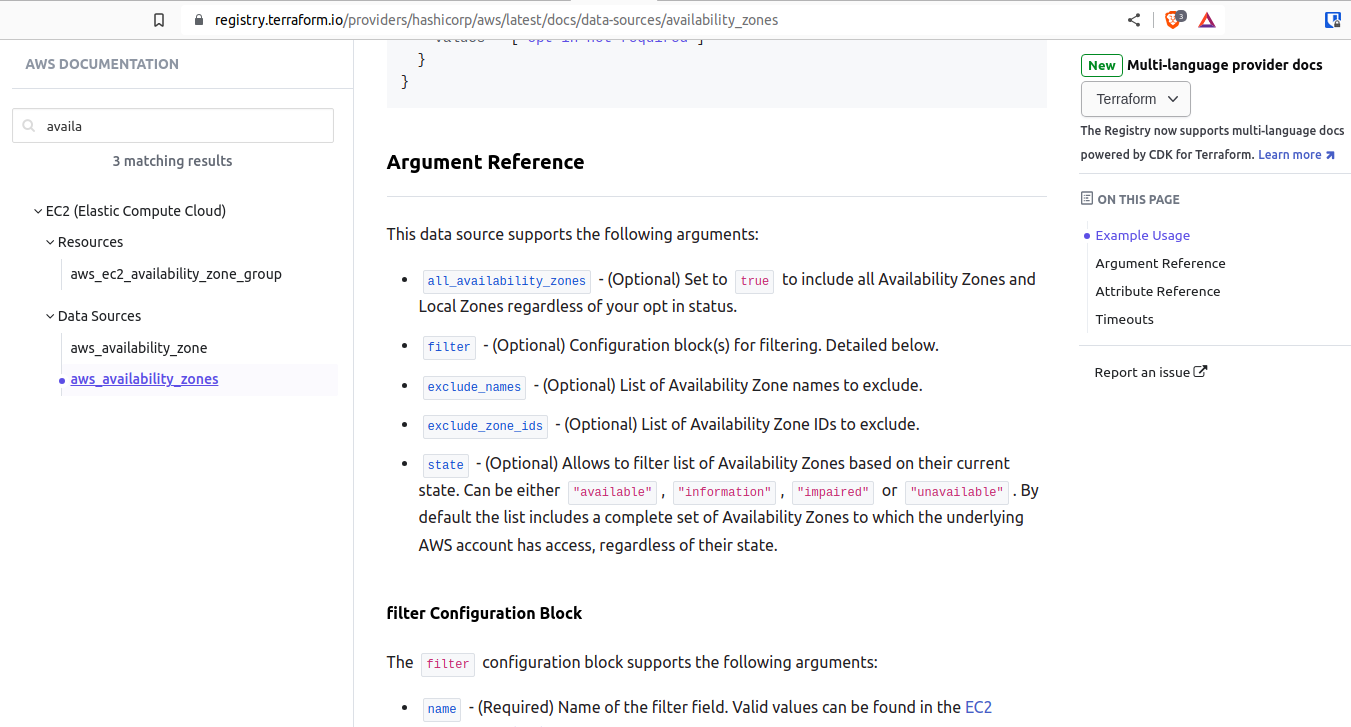 registry.terraform.io/providers/hashicorp/aws/latest/docs/data-sources/availability_zones
3
AWS DOCUMENTATION
availa
3 matching results
EC2 (Elastic Compute Cloud)
Resources
aws_ec2_availability_zone_group
Data Sources
aws_availability_zone
aws_availability_zones
values = ["opt-in-not-required"]
}
}
Argument Reference
This data source supports the following arguments:
• all_availability_zones - (Optional) Set to true to include all Availability Zones and
Local Zones regardless of your opt in status.
• filter - (Optional) Configuration block(s) for filtering. Detailed below.
• exclude_names - (Optional) List of Availability Zone names to exclude.
• exclude_zone_ids - (Optional) List of Availability Zone IDs to exclude.
• state - (Optional) Allows to filter list of Availability Zones based on their current
state. Can be either "available" , "information" , "impaired" or "unavailable" . By
default the list includes a complete set of Availability Zones to which the underlying
AWS account has access, regardless of their state.
filter Configuration Block
The filter configuration block supports the following arguments:
• name - (Required) Name of the filter field. Valid values can be found in the EC2
New Multi-language provider docs
Terraform
The Registry now supports multi-language docs
powered by CDK for Terraform. Learn more
ON THIS PAGE
Example Usage
Argument Reference
Attribute Reference
Timeouts
Report an issue